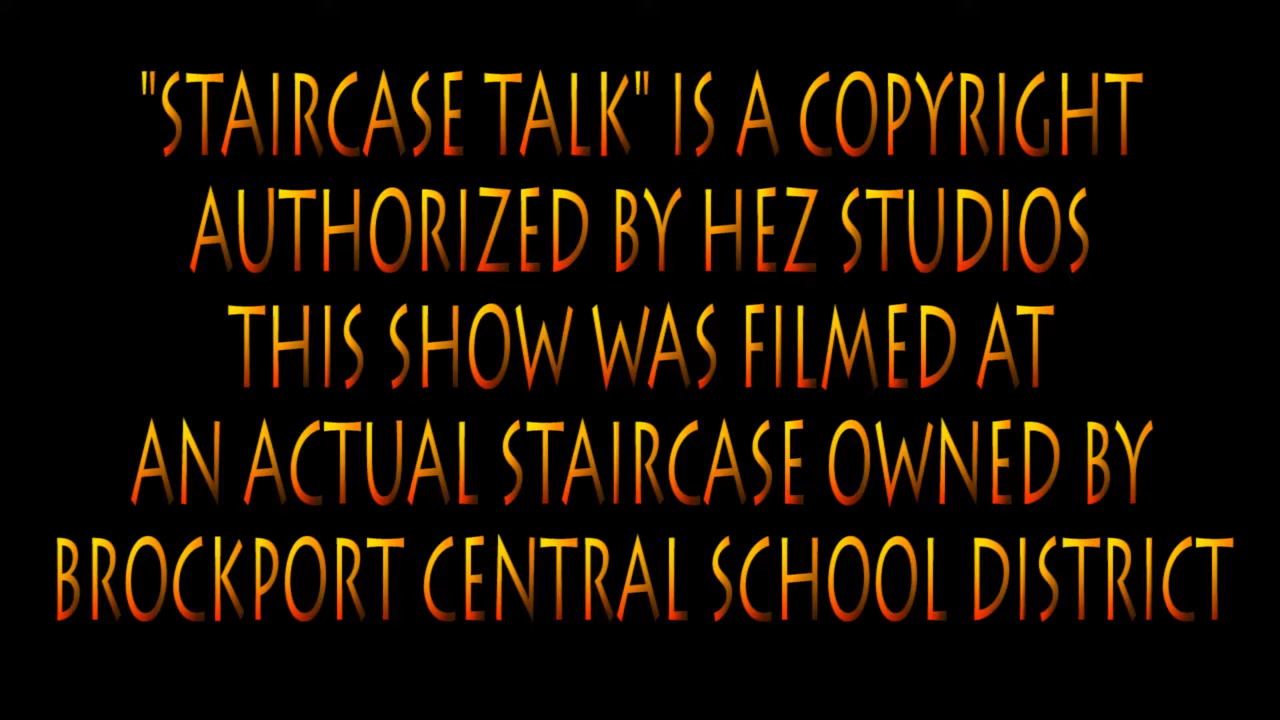 "STAIRCASE TALK" IS A COPYRIGHT
AUTHORIZED BY HEZ STUDIOS
THIS SHOW WAS FILMED AT
AN ACTUAL STAIRCASE OWNED BY
BROCKPORT CENTRAL SCHOOL DISTRICT